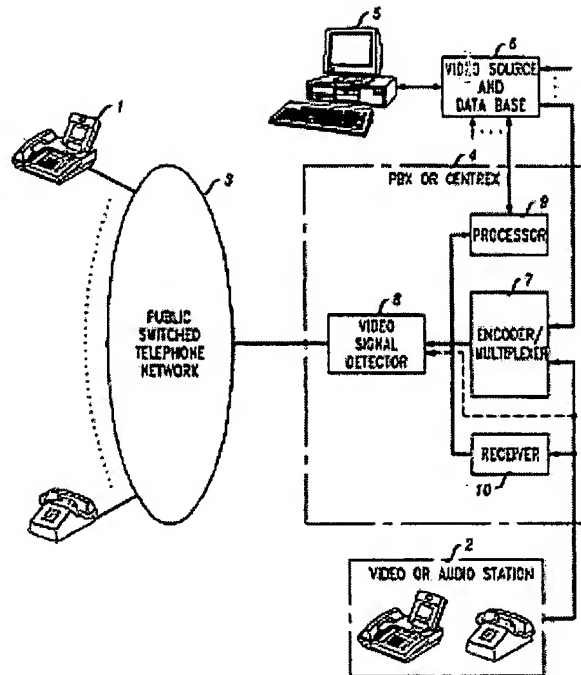 5
6
VIDEO SOURCE
AND
DATA BASE
1
3
4
PBX OR CENTREX
9
PROCESSOR
7
ENCODER/
MULTIPLEXER
8
VIDEO
SIGNAL
DETECTOR
PUBLIC
SWITCHED
TELEPHONE
NETWORK
RECEIVER
10
2
VIDEO OR AUDIO STATION